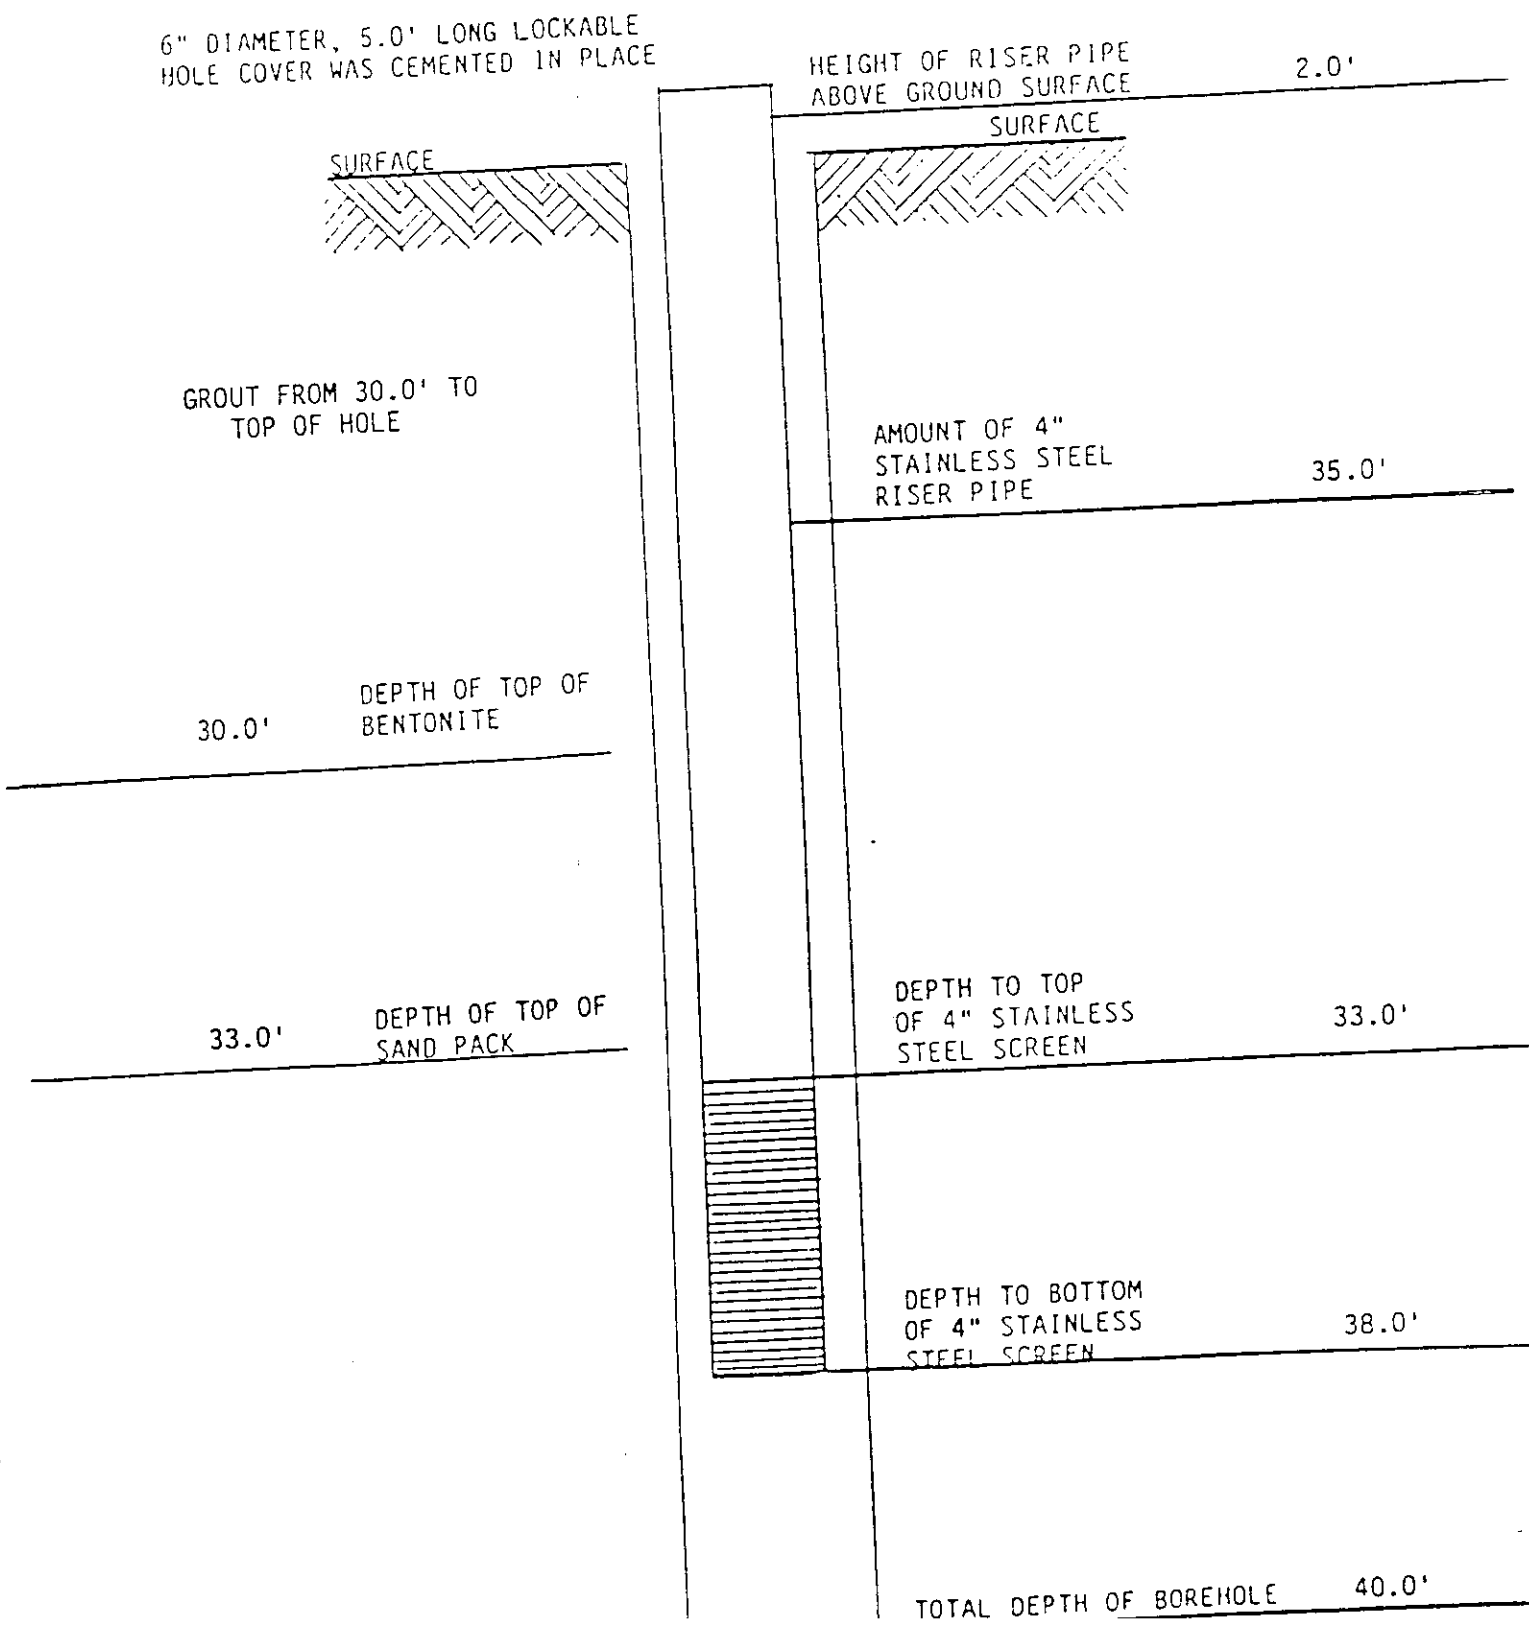 6" DIAMETER, 5.0' LONG LOCKABLE
HOLE COVER WAS CEMENTED IN PLACE
HEIGHT OF RISER PIPE
ABOVE GROUND SURFACE 2.0'
SURFACE
SURFACE
GROUT FROM 30.0' TO
TOP OF HOLE
AMOUNT OF 4"
STAINLESS STEEL
RISER PIPE 35.0'
DEPTH OF TOP OF
30.0' BENTONITE
DEPTH TO TOP
OF 4" STAINLESS
STEEL SCREEN 33.0'
DEPTH OF TOP OF
33.0' SAND PACK
DEPTH TO BOTTOM
OF 4" STAINLESS
STEEL SCREEN 38.0'
TOTAL DEPTH OF BOREHOLE 40.0'